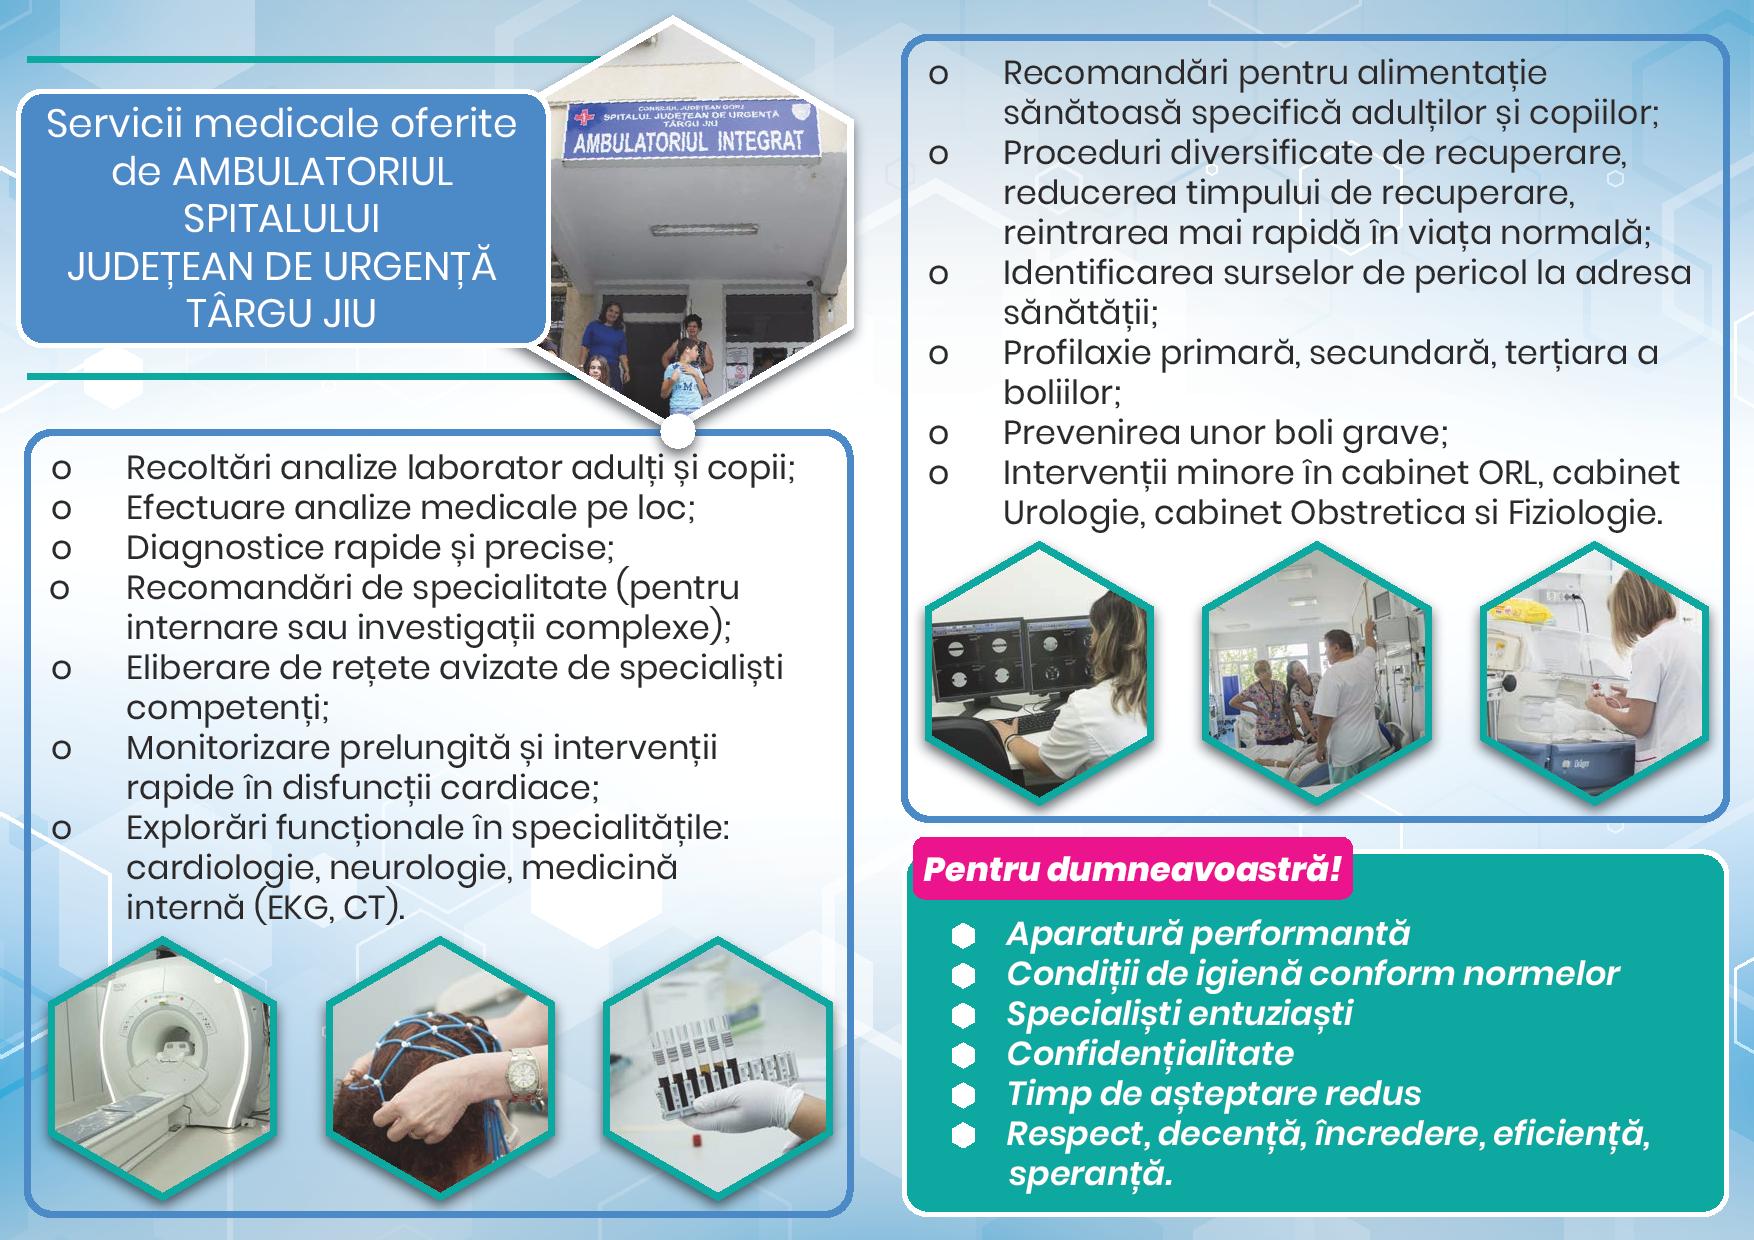 Servicii medicale oferite
de AMBULATORIUL
SPITALULUI
JUDEȚEAN DE URGENȚĂ
TÂRGU JIU
CONSILIUL JUDEȚEAN GORJ
SPITALUL JUDEȚEAN DE URGENȚĂ
TÂRGU JIU
AMBULATORIUL INTEGRAT
o Recoltări analize laborator adulți și copii;
o Efectuare analize medicale pe loc;
o Diagnostice rapide și precise;
o Recomandări de specialitate (pentru
internare sau investigații complexe);
o Eliberare de rețete avizate de specialiști
competenți;
o Monitorizare prelungită și intervenții
rapide în disfuncții cardiace;
o Explorări funcționale în specialitățile:
cardiologie, neurologie, medicină
internă (EKG, CT).
o Recomandări pentru alimentație
sănătoasă specifică adulților și copiilor;
o Proceduri diversificate de recuperare,
reducerea timpului de recuperare,
reintrarea mai rapidă în viața normală;
o Identificarea surselor de pericol la adresa
sănătății;
o Profilaxie primară, secundară, terțiara a
boliilor;
o Prevenirea unor boli grave;
o Intervenții minore în cabinet ORL, cabinet
Urologie, cabinet Obstretica si Fiziologie.
Dräger
Pentru dumneavoastră!
Aparatură performantă
Condiții de igienă conform normelor
Specialiști entuziaști
Confidențialitate
Timp de așteptare redus
Respect, decență, încredere, eficiență,
speranță.